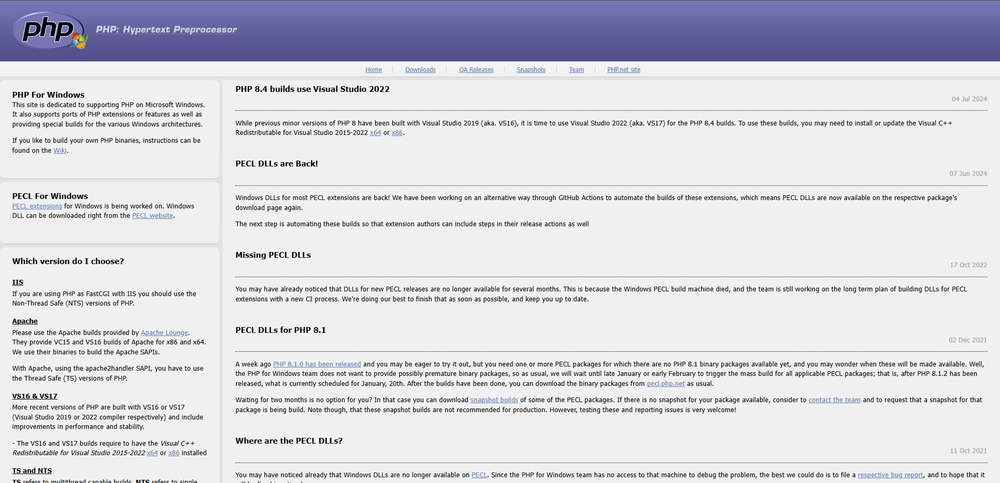 php
PHP: Hypertext Preprocessor
Home
Downloads
QA Releases
Snapshots
Team
PHP.net site
PHP For Windows
This site is dedicated to supporting PHP on Microsoft Windows.
It also supports ports of PHP extensions or features as well as
providing special builds for the various Windows architectures.
If you like to build your own PHP binaries, instructions can be
found on the Wiki.
PECL For Windows
PECL extensions for Windows is being worked on. Windows
DLL can be downloaded right from the PECL website.
Which version do I choose?
IIS
If you are using PHP as FastCGI with IIS you should use the
Non-Thread Safe (NTS) versions of PHP.
Apache
Please use the Apache builds provided by Apache Lounge.
They provide VC15 and VS16 builds of Apache for x86 and x64.
We use their binaries to build the Apache SAPIs.
With Apache, using the apache2handler SAPI, you have to use
the Thread Safe (TS) versions of PHP.
VS16 & VS17
More recent versions of PHP are built with VS16 or VS17
(Visual Studio 2019 or 2022 compiler respectively) and include
improvements in performance and stability.
- The VS16 and VS17 builds require to have the Visual C++
Redistributable for Visual Studio 2015-2022 x64 or x86 installed
TS and NTS
TS refers to multithread capable builds. NTS refers to single
PHP 8.4 builds use Visual Studio 2022
04 Jul 2024
While previous minor versions of PHP 8 have been built with Visual Studio 2019 (aka. VS16), it is time to use Visual Studio 2022 (aka. VS17) for the PHP 8.4 builds. To use these builds, you may need to install or update the Visual C++
Redistributable for Visual Studio 2015-2022 x64 or x86.
PECL DLLs are Back!
07 Jun 2024
Windows DLLs for most PECL extensions are back! We have been working on an alternative way through GitHub Actions to automate the builds of these extensions, which means PECL DLLs are now available on the respective package's
download page again.
The next step is automating these builds so that extension authors can include steps in their release actions as well
Missing PECL DLLs
17 Oct 2022
You may have already noticed that DLLs for new PECL releases are no longer available for several months. This is because the Windows PECL build machine died, and the team is still working on the long term plan of building DLLs for PECL
extensions with a new CI process. We're doing our best to finish that as soon as possible, and keep you up to date.
PECL DLLs for PHP 8.1
02 Dec 2021
A week ago PHP 8.1.0 has been released and you may be eager to try it out, but you need one or more PECL packages for which there are no PHP 8.1 binary packages available yet, and you may wonder when these will be made available. Well,
the PHP for Windows team does not want to provide possibly premature binary packages, so as usual, we will wait until late January or early February to trigger the mass build for all applicable PECL packages; that is, after PHP 8.1.2 has been
released, what is currently scheduled for January, 20th. After the builds have been done, you can download the binary packages from pecl.php.net as usual.
Waiting for two months is no option for you? In that case you can download snapshot builds of some of the PECL packages. If there is no snapshot for your package available, consider to contact the team and to request that a snapshot for that
package is being build. Note though, that these snapshot builds are not recommended for production. However, testing these and reporting issues is very welcome!
Where are the PECL DLLs?
11 Oct 2021
You may have noticed already that Windows DLLs are no longer available on PECL. Since the PHP for Windows team has no access to that machine to debug the problem, the best we could do is to file a respective bug report, and to hope that it